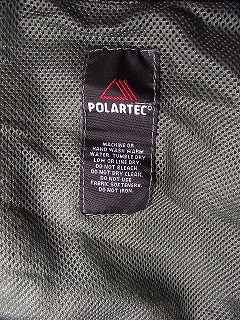 POLARTEC®
MACHINE OR
HAND WASH WARM
WATER. TUMBLE DRY
LOW OR LINE DRY.
DO NOT BLEACH.
DO NOT DRY CLEAN.
DO NOT USE
FABRIC SOFTENERS.
DO NOT IRON.